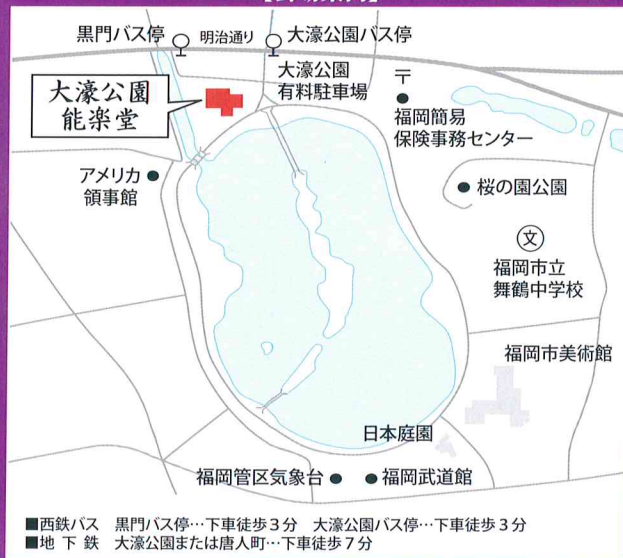 黒門バス停
明治通り
大濠公園バス停
大濠公園
能楽堂
大濠公園
有料駐車場
〒
福岡簡易
保険事務センター
アメリカ
領事館
桜の園公園
文
福岡市立
舞鶴中学校
福岡市美術館
日本庭園
福岡管区気象台
福岡武道館
■西鉄バス 黒門バス停…下車徒歩3分 大濠公園バス停…下車徒歩3分
■地下鉄 大濠公園または唐人町…下車徒歩7分